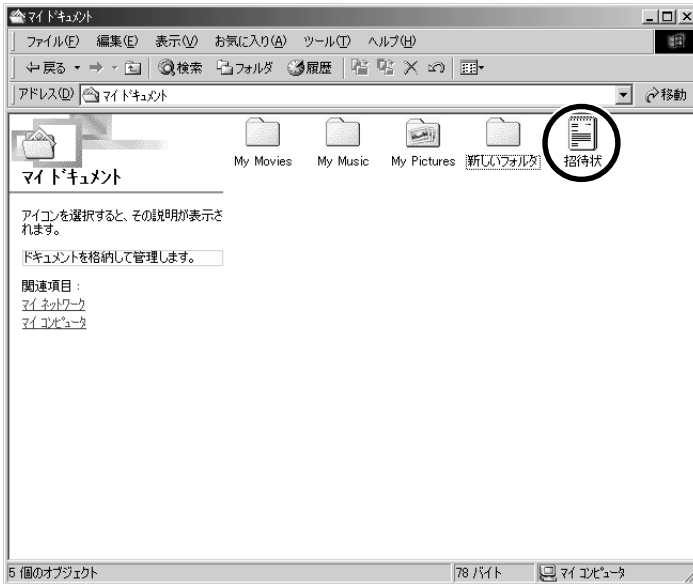 マイ ドキュメント
ファイル(F) 編集(E) 表示(V) お気に入り(A) ツール(T) ヘルプ(H)
戻る 検索 フォルダ 履歴
アドレス(D) マイ ドキュメント 移動
マイ ドキュメント
アイコンを選択すると、その説明が表示さ
れます。
ドキュメントを格納して管理します。
関連項目:
マイ ネットワーク
マイ コンピュータ
My Movies My Music My Pictures 新しいフォルダ 招待状
5 個のオブジェクト 78 バイト マイ コンピュータ